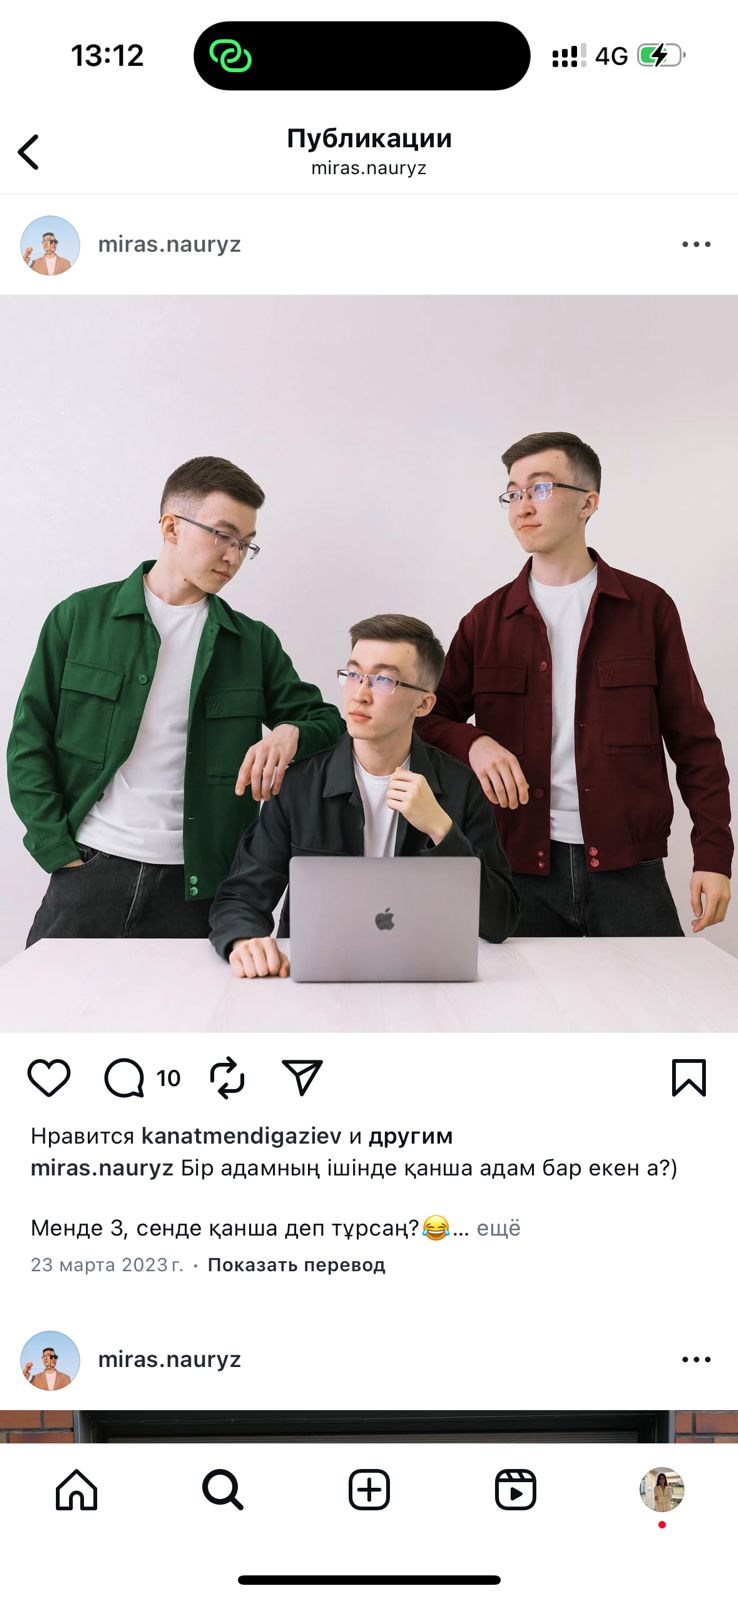 13:12
4G
Публикации
miras.nauryz
miras.nauryz
10
Нравится kanatmendigaziev и другим
miras.nauryz Бір адамның ішінде қанша адам бар екен а?)
Менде 3, сенде қанша деп тұрсаң?😂... ещё
23 марта 2023 г. · Показать перевод
miras.nauryz